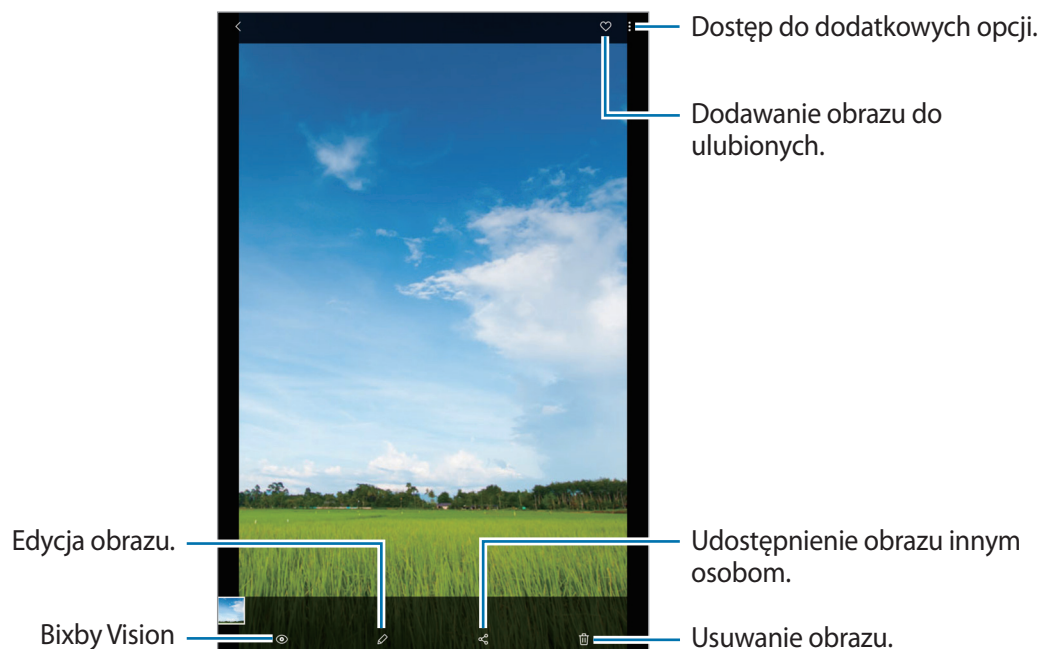 Dostęp do dodatkowych opcji.
Dodawanie obrazu do
ulubionych.
Edycja obrazu.
Udostępnienie obrazu innym
osobom.
Bixby Vision
Usuwanie obrazu.